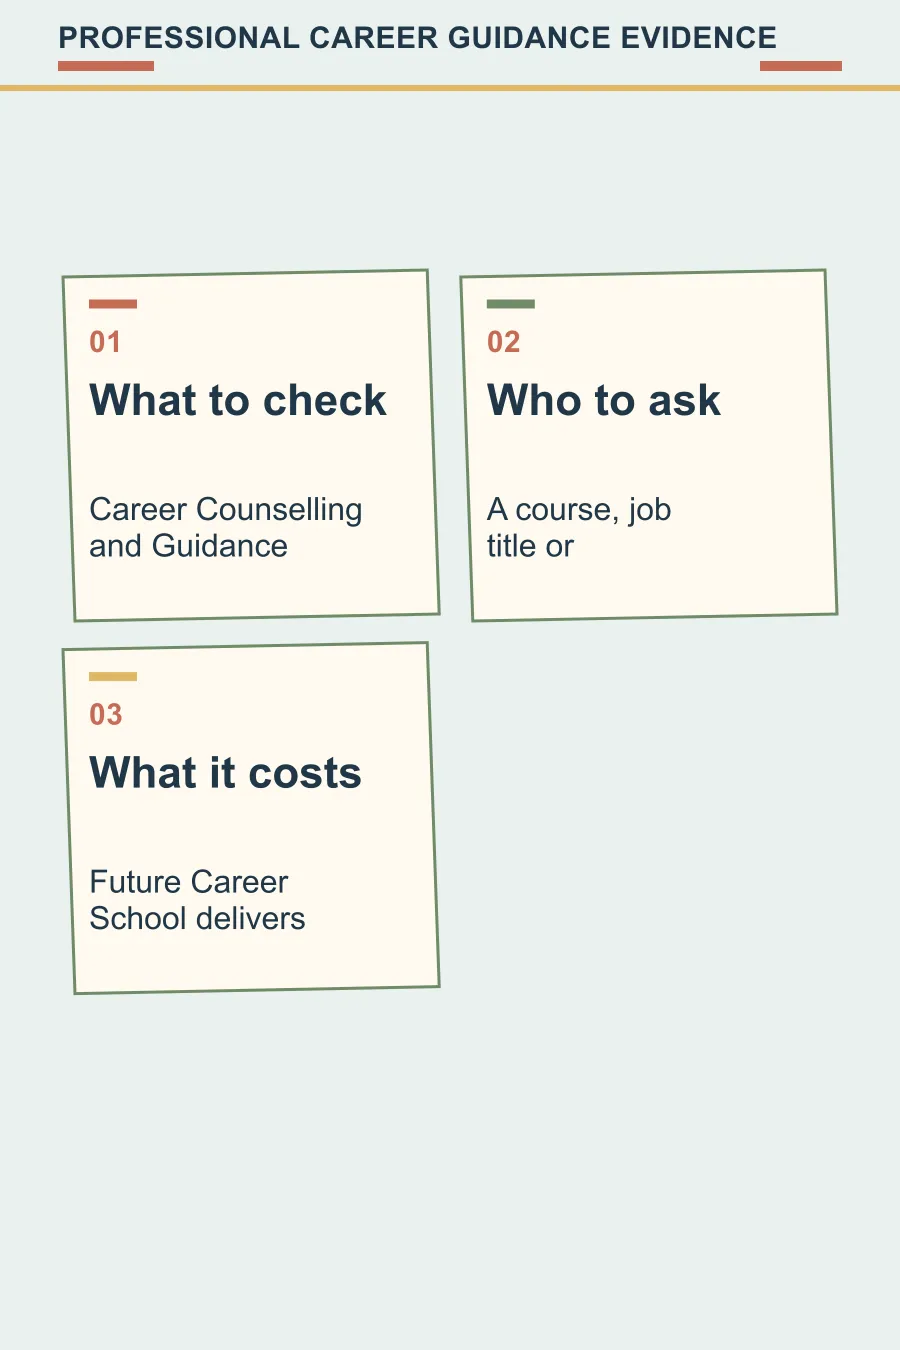 PROFESSIONAL CAREER GUIDANCE EVIDENCE
01
What to check
Career Counselling
and Guidance
02
Who to ask
A course, job
title or
03
What it costs
Future Career
School delivers